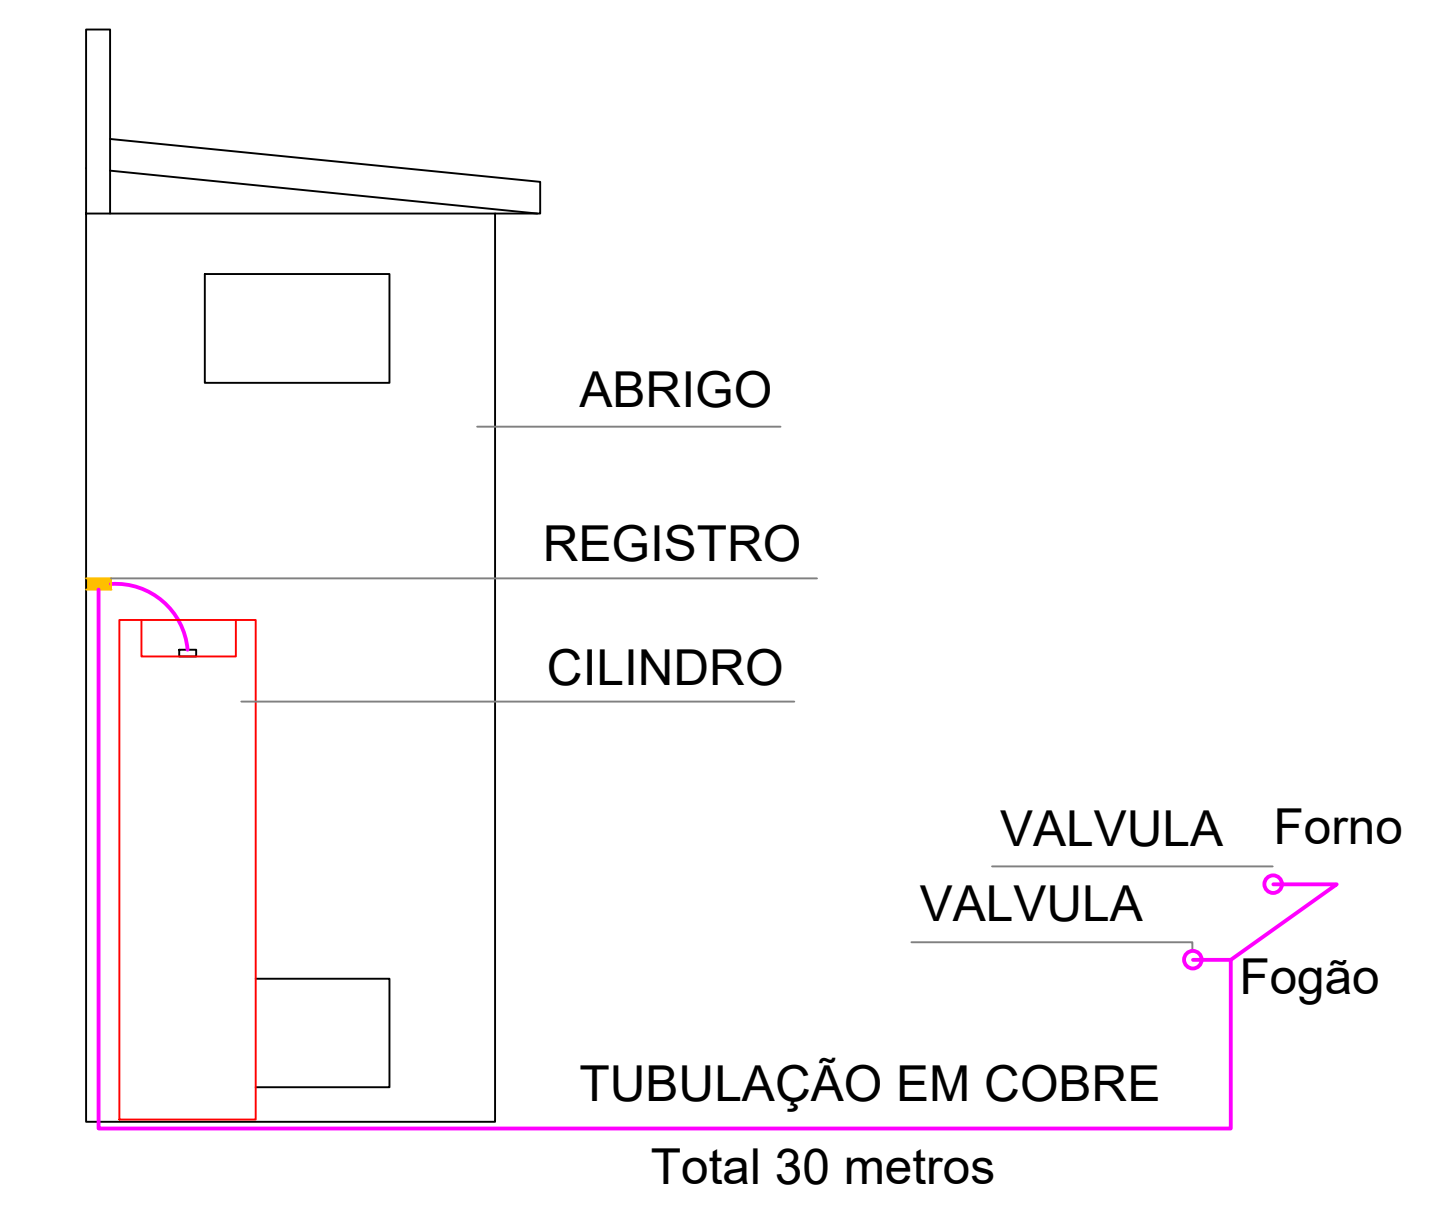 ABRIGO
REGISTRO
CILINDRO
VALVULA
Forno
VALVULA
Fogão
TUBULAÇÃO EM COBRE
Total 30 metros